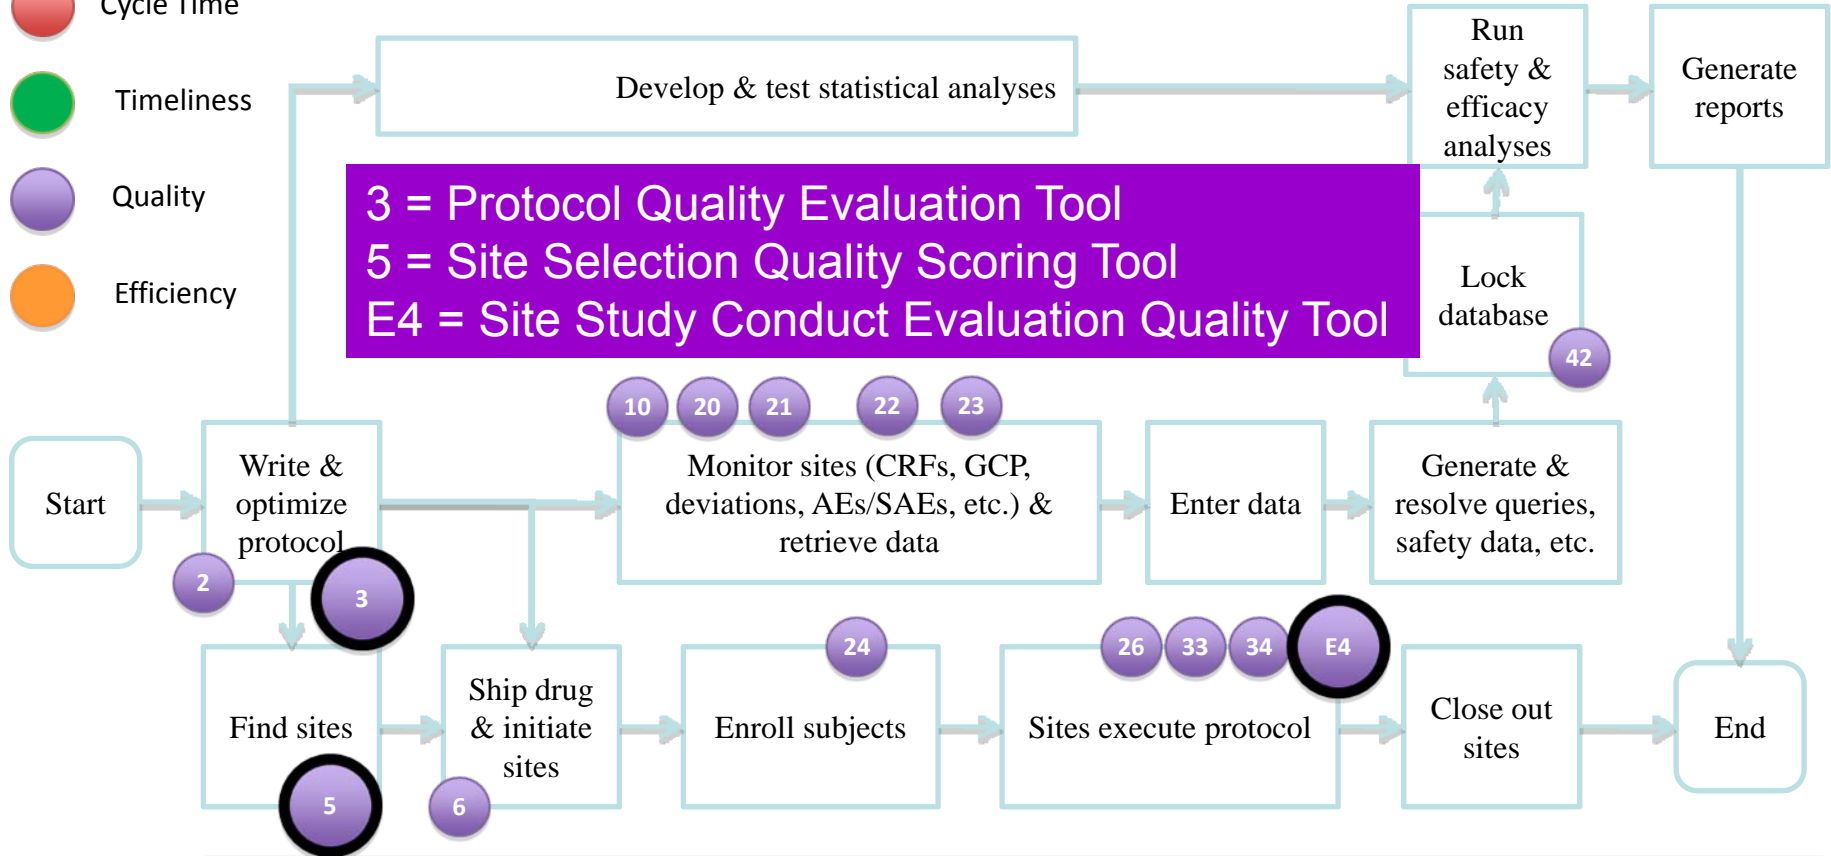 Cycle Time
Timeliness
Quality
Efficiency
Develop & test statistical analyses
Run
safety &
efficacy
analyses
Generate
reports
3 = Protocol Quality Evaluation Tool
5 = Site Selection Quality Scoring Tool
E4 = Site Study Conduct Evaluation Quality Tool
Lock
database
42
10
20
21
22
23
Start
Write &
optimize
protocol
2
3
Monitor sites (CRFs, GCP,
deviations, AEs/SAEs, etc.) &
retrieve data
Enter data
Generate &
resolve queries,
safety data, etc.
Find sites
5
Ship drug
& initiate
sites
6
24
Enroll subjects
26
33
34
E4
Sites execute protocol
Close out
sites
End